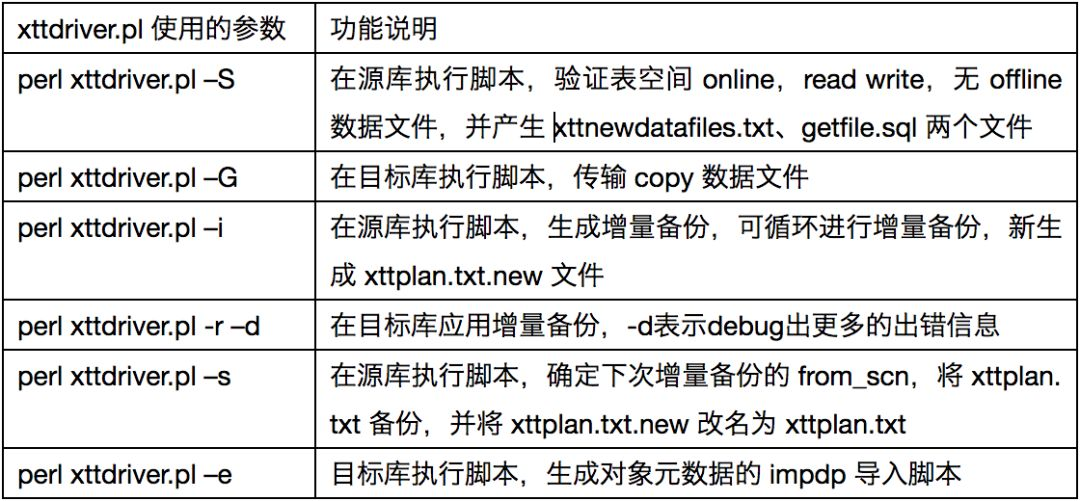 xttdriver.pl 使用的参数
功能说明
perl xttdriver.pl –S
在源库执行脚本，验证表空间 online，read write，无 offline
数据文件，并产生 xttnewdatafiles.txt、getfile.sql 两个文件
perl xttdriver.pl –G
在目标库执行脚本，传输 copy 数据文件
perl xttdriver.pl –i
在源库执行脚本，生成增量备份，可循环进行增量备份，新生
成 xttplan.txt.new 文件
perl xttdriver.pl -r –d
在目标库应用增量备份，-d表示debug出更多的出错信息
perl xttdriver.pl –s
在源库执行脚本，确定下次增量备份的 from_scn，将 xttplan.
txt 备份，并将 xttplan.txt.new 改名为 xttplan.txt
perl xttdriver.pl –e
目标库执行脚本，生成对象元数据的 impdp 导入脚本